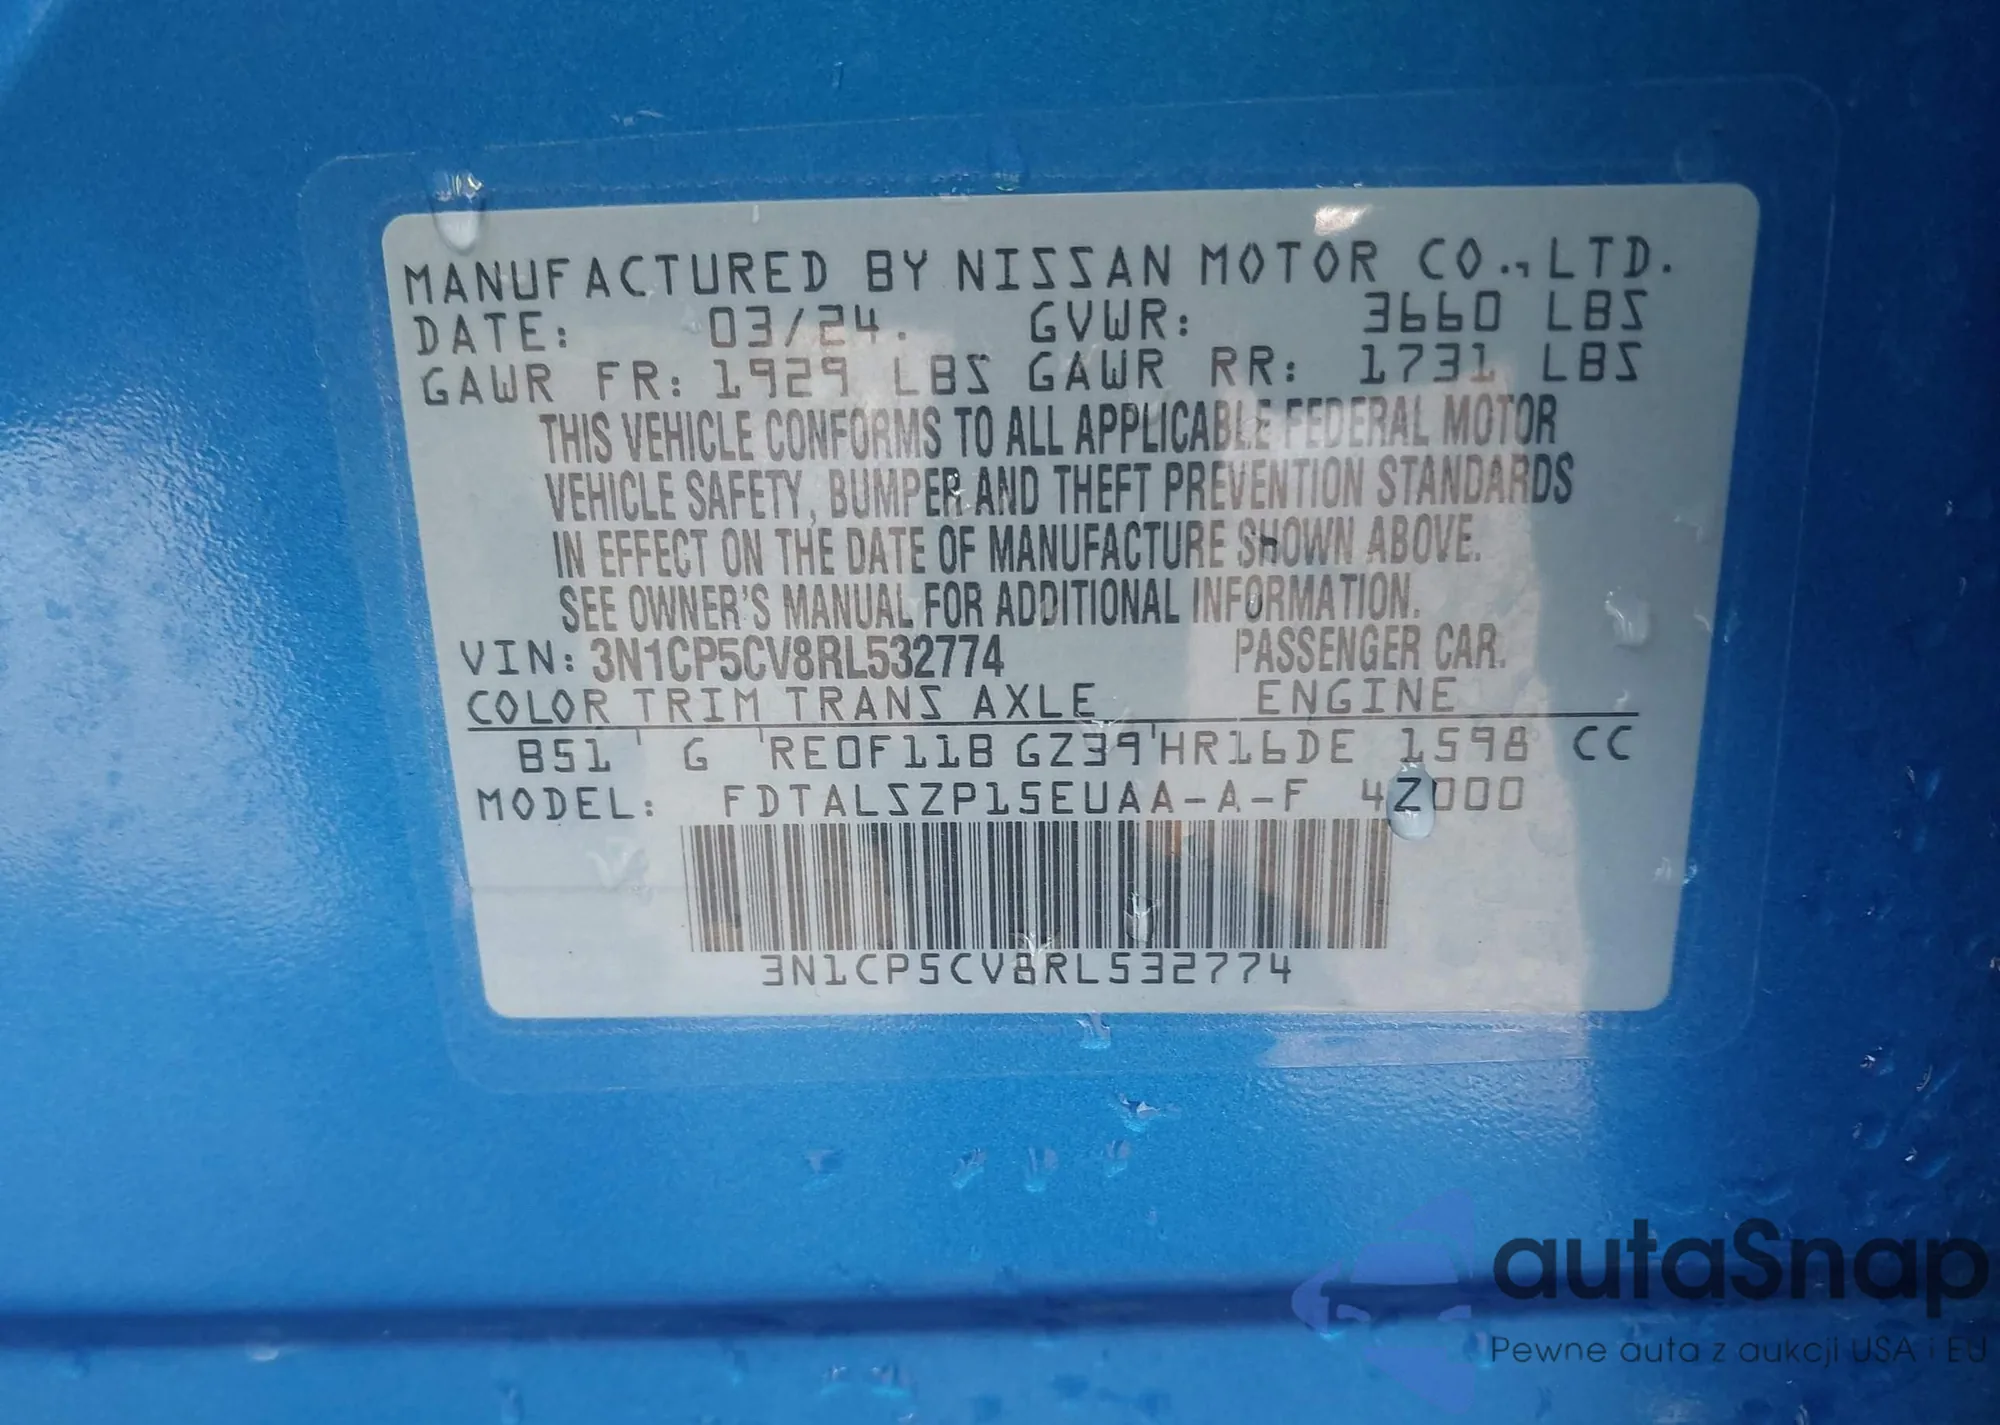 MANUFACTURED BY NISSAN MOTOR CO., LTD.
DATE: 03/24. GVWR: 3660 LBS
GAWR FR: 1929 LBS GAWR RR: 1731 LBS
THIS VEHICLE CONFORMS TO ALL APPLICABLE FEDERAL MOTOR
VEHICLE SAFETY, BUMPER AND THEFT PREVENTION STANDARDS
IN EFFECT ON THE DATE OF MANUFACTURE SHOWN ABOVE.
SEE OWNER'S MANUAL FOR ADDITIONAL INFORMATION.
VIN: 3N1CP5CV8RL532774 PASSENGER CAR.
COLOR TRIM TRANS AXLE ENGINE
B51 ' G 'RE0F11B GZ39'HR16DE 1598 CC
MODEL: FDTALSZP15EUAA-A-F 4Z000
3N1CP5CV8RL532774
autaSnap
Pewne auta z aukcji USA i EU